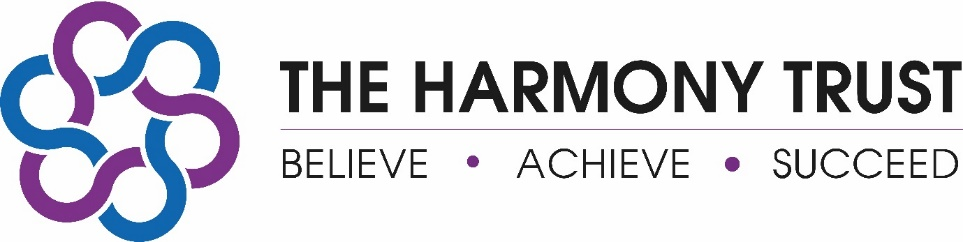 THE HARMONY TRUST
BELIEVE • ACHIEVE • SUCCEED